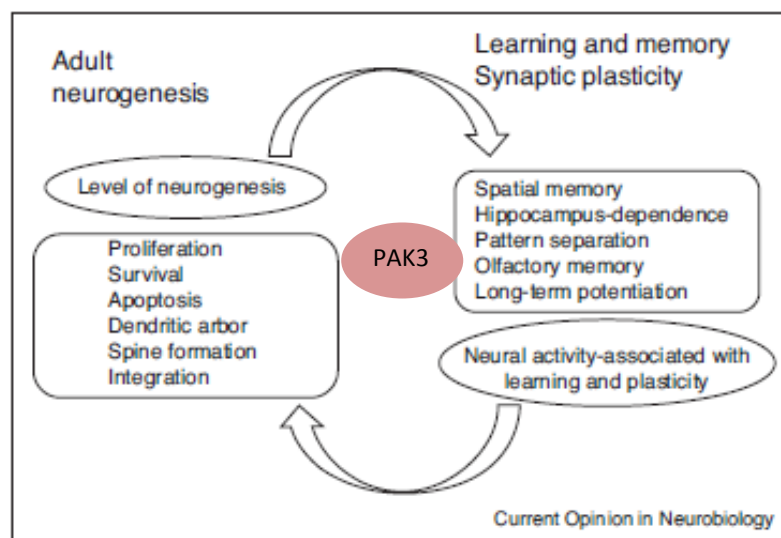 Adult
neurogenesis
Learning and memory
Synaptic plasticity
Level of neurogenesis
Proliferation
Survival
Apoptosis
Dendritic arbor
Spine formation
Integration
PAK3
Spatial memory
Hippocampus-dependence
Pattern separation
Olfactory memory
Long-term potentiation
Neural activity-associated with
learning and plasticity
Current Opinion in Neurobiology